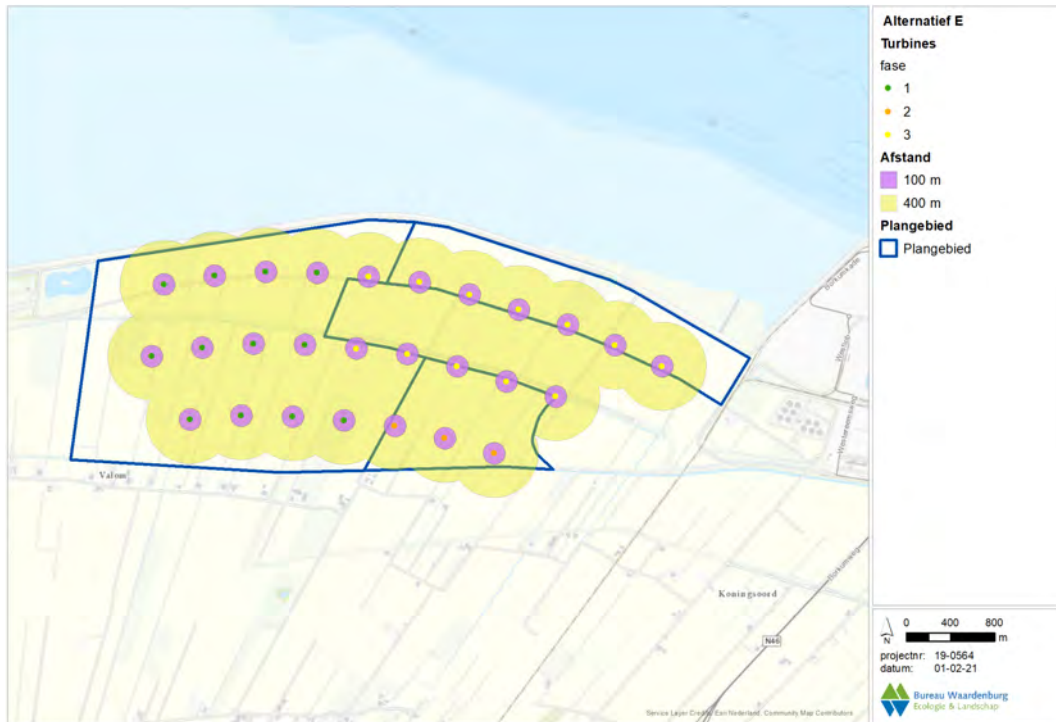 Alternatief E
Turbines
fase
1
2
3
Afstand
100 m
400 m
Plangebied
Plangebied
Valom
Koningsoord
N46
N
0 400 800
m
projectnr: 19-0564
datum: 01-02-21
Bureau Waardenburg
Ecologie & Landschap
Service Layer Credits: Esri Nederland, Community Map Contributors